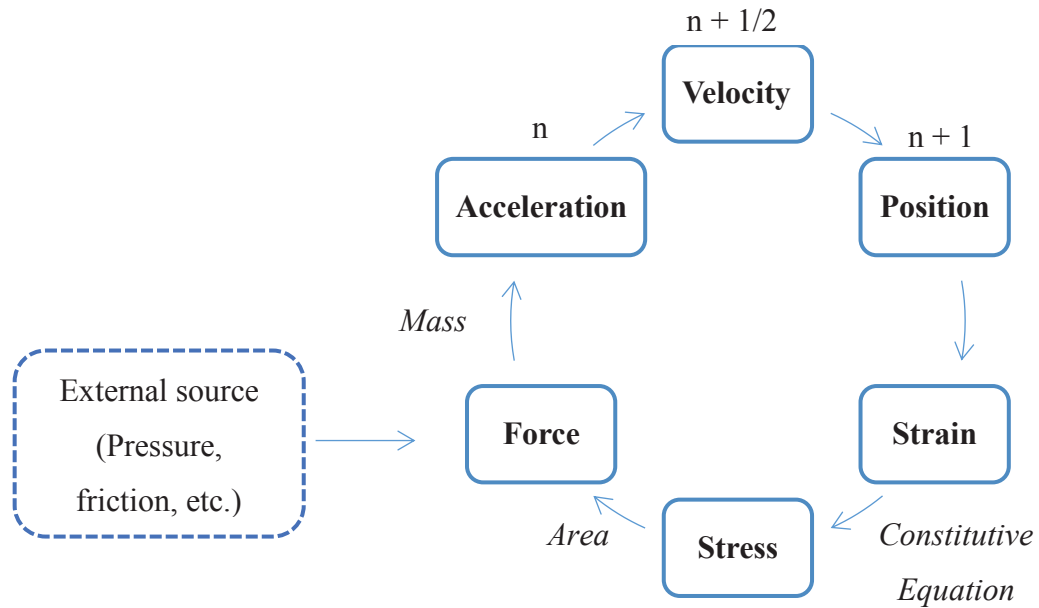 n + 1/2
Velocity
n
n + 1
Acceleration
Position
Mass
External source
(Pressure,
friction, etc.)
Force
Strain
Area
Stress
Constitutive
Equation